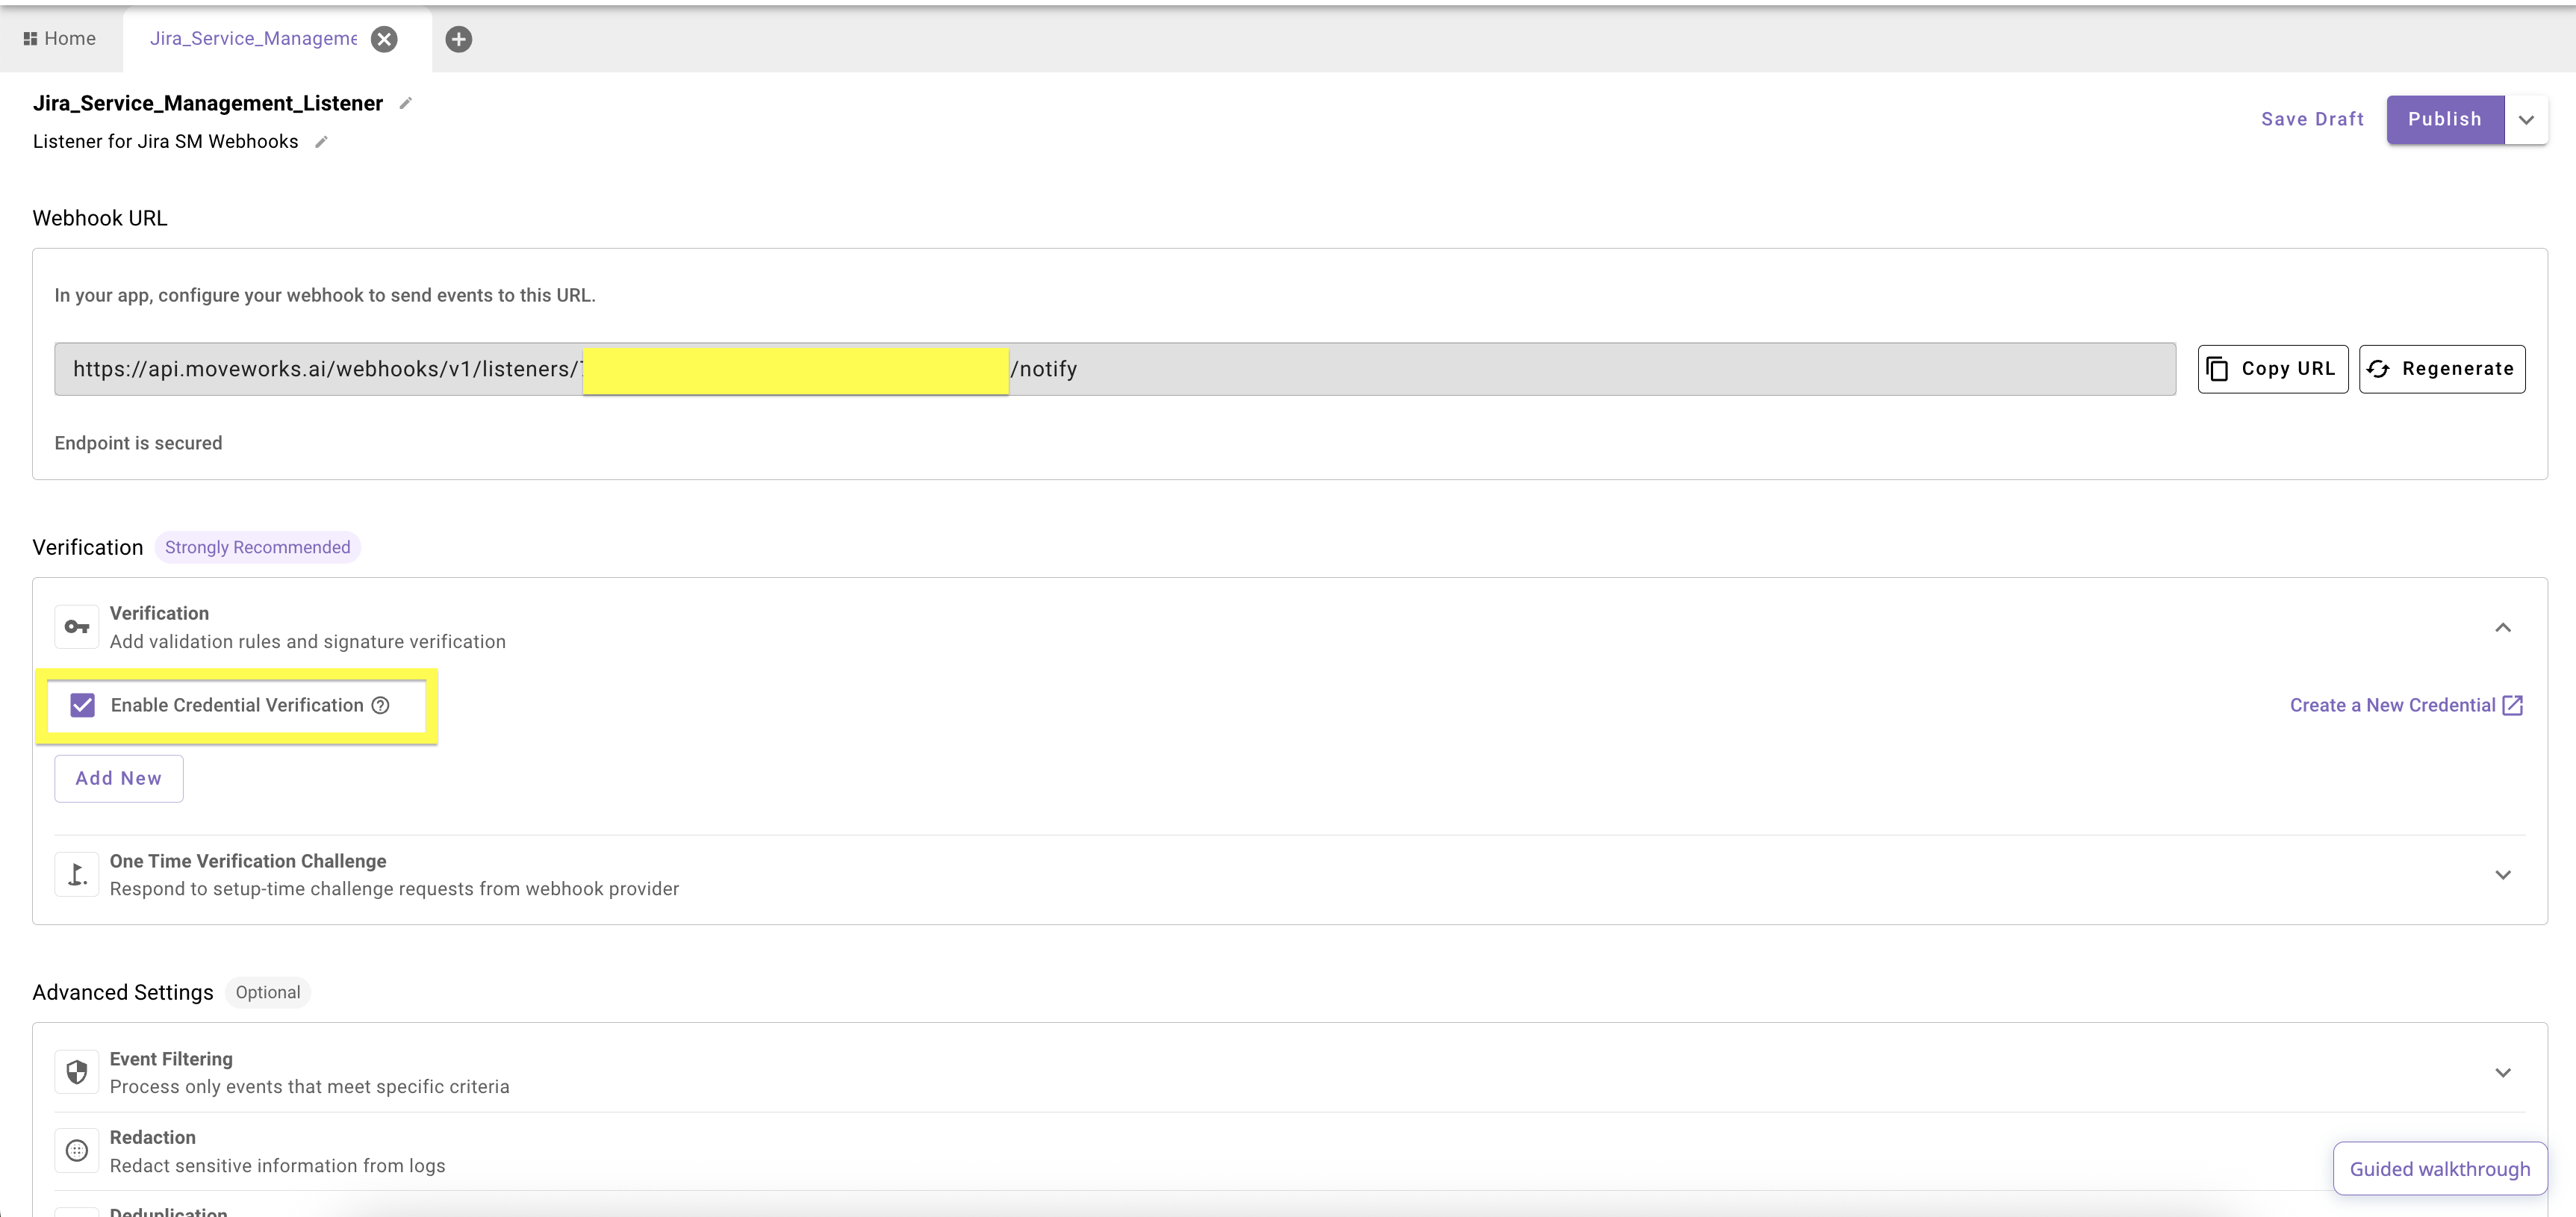 Home
Jira_Service_Manageme
Jira_Service_Management_Listener
Listener for Jira SM Webhooks
Save Draft
Publish
Webhook URL
In your app, configure your webhook to send events to this URL.
https://api.moveworks.ai/webhooks/v1/listeners/ /notify
Copy URL
Regenerate
Endpoint is secured
Verification Strongly Recommended
Verification
Add validation rules and signature verification
Enable Credential Verification
Create a New Credential
Add New
One Time Verification Challenge
Respond to setup-time challenge requests from webhook provider
Advanced Settings Optional
Event Filtering
Process only events that meet specific criteria
Redaction
Redact sensitive information from logs
Guided walkthrough
Deduplication